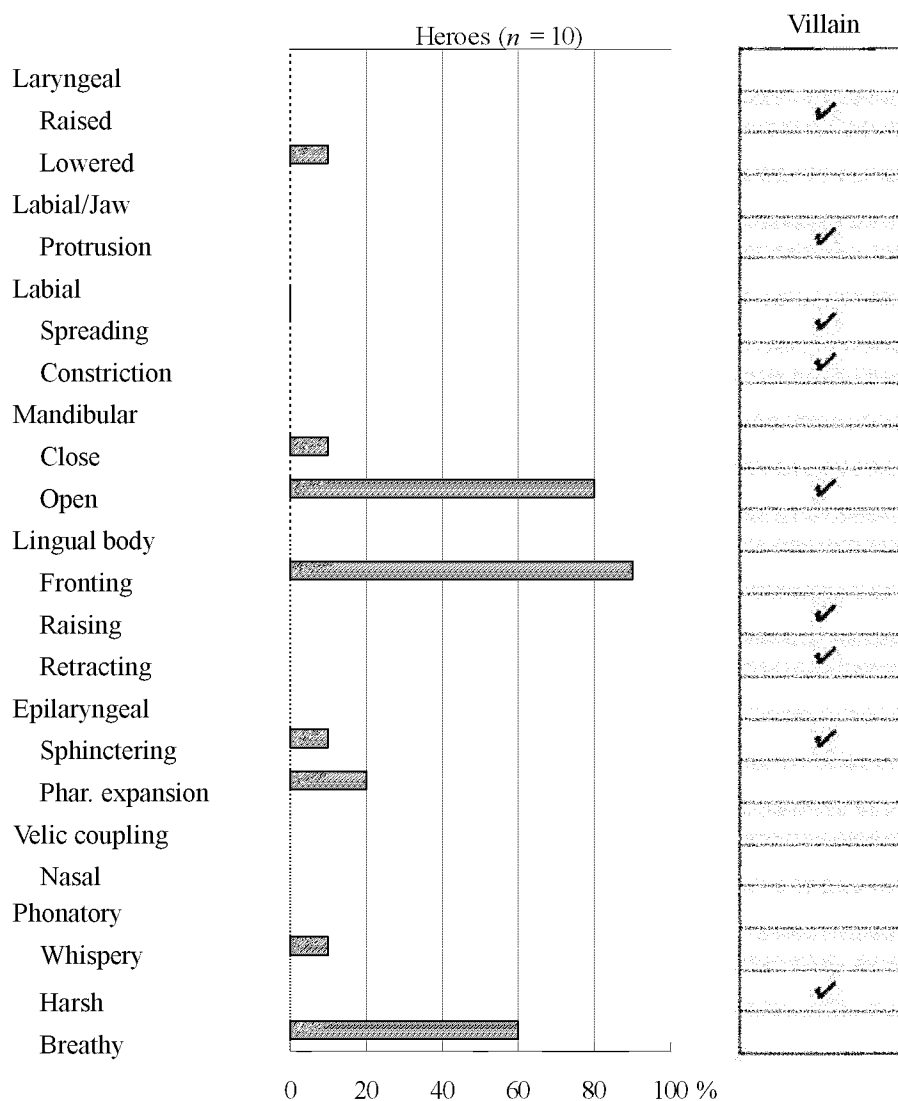 Heroes (n = 10)
Villain
Laryngeal
Raised
✔
Lowered
Labial/Jaw
Protrusion
✔
Labial
Spreading
✔
Constriction
✔
Mandibular
Close
Open
✔
Lingual body
Fronting
Raising
✔
Retracting
✔
Epilaryngeal
Sphinctering
✔
Phar. expansion
Velic coupling
Nasal
Phonatory
Whispery
Harsh
✔
Breathy
0 20 40 60 80 100 %